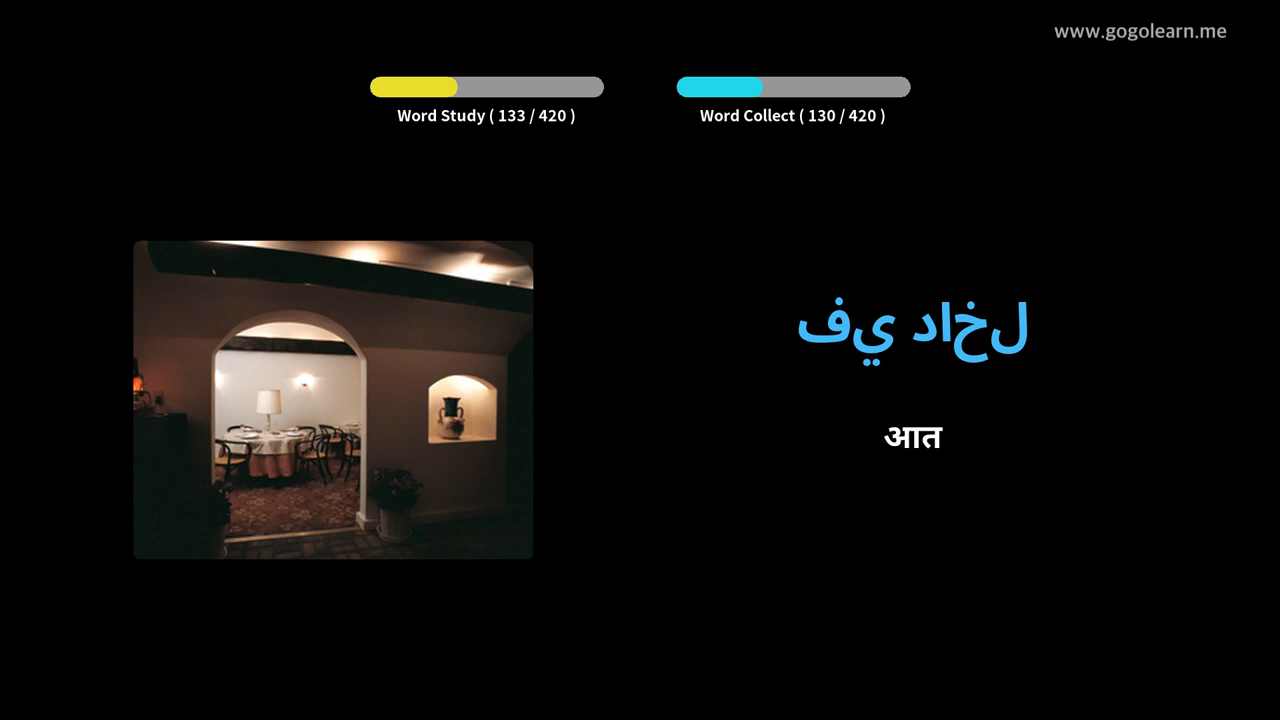 www.gogolearn.me
Word Study ( 133 / 420 )
Word Collect ( 130 / 420 )
في داخل
आत